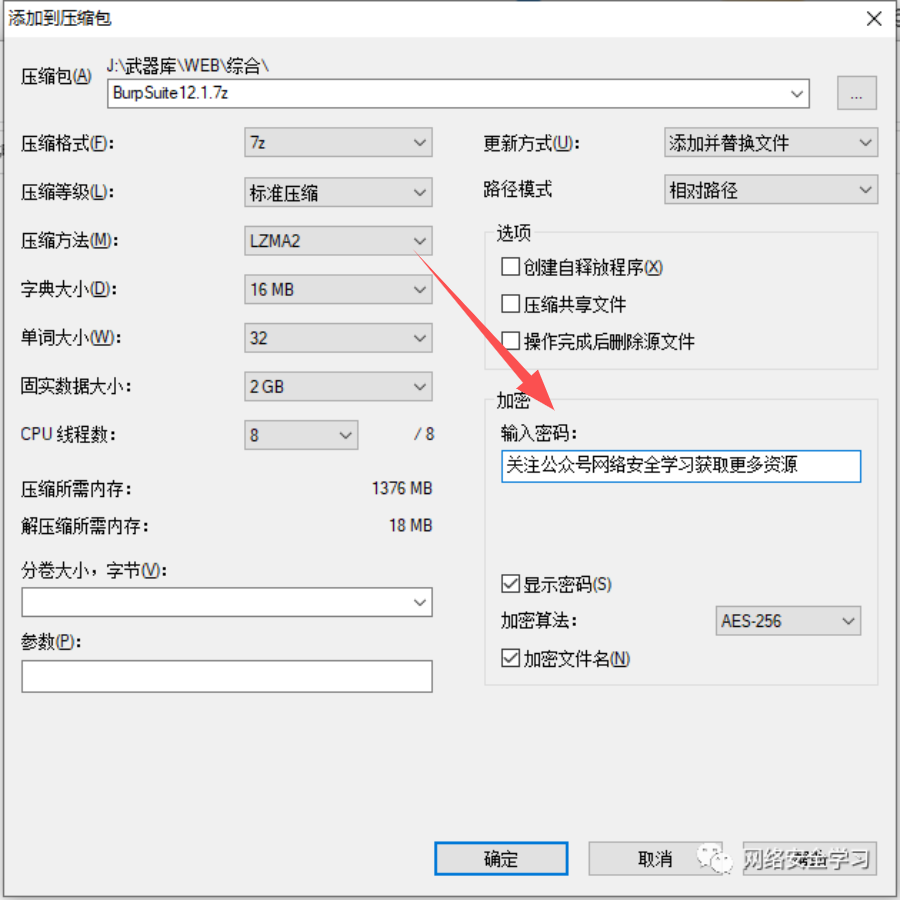 添加到压缩包
压缩包(A)
J:\武器库\WEB\综合\
BurpSuite12.1.7z
...
压缩格式(F):
7z
更新方式(U):
添加并替换文件
压缩等级(L):
标准压缩
路径模式
相对路径
压缩方法(M):
LZMA2
选项
创建自释放程序(X)
字典大小(D):
16 MB
压缩共享文件
单词大小(W):
32
操作完成后删除源文件
固实数据大小:
2 GB
加密
CPU 线程数:
8
/ 8
输入密码:
关注公众号网络安全学习获取更多资源
压缩所需内存:
1376 MB
解压缩所需内存:
18 MB
分卷大小，字节(V):
显示密码(S)
加密算法:
AES-256
参数(P):
加密文件名(N)
确定
取消
网络安全学习